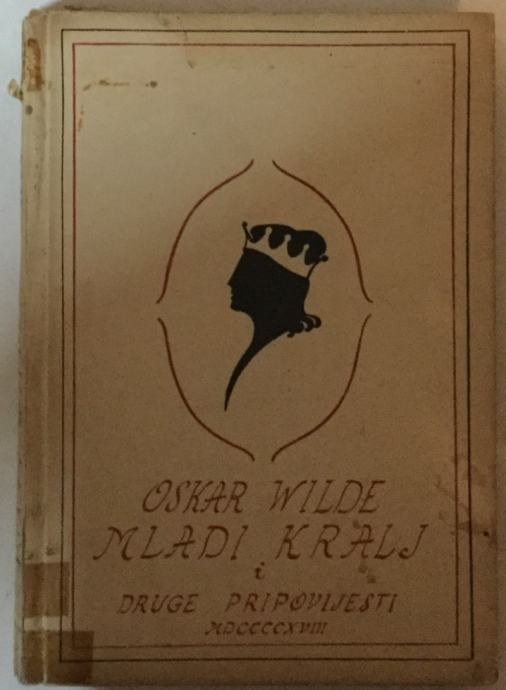 OSKAR WILDE
MLADI KRALJ
i
DRUGE PRIPOVIJESTI
MDCCCCXVIII